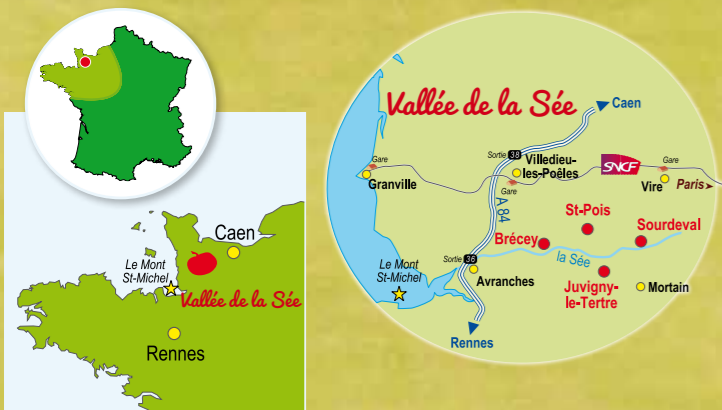 Caen
Le Mont
St-Michel
Vallée de la Sée
Rennes
Vallée de la Sée
Caen
Gare
Granville
Sortie 38
Villedieu-
les-Poêles
Gare
SNCF
Gare
Vire
Paris
A 84
St-Pois
Brécey
Sourdeval
la Sée
Sortie 36
Le Mont
St-Michel
Avranches
Juvigny-
le-Tertre
Mortain
Rennes